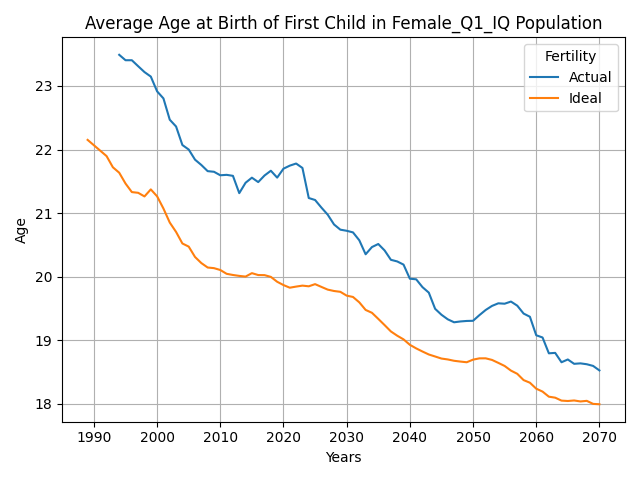 Average Age at Birth of First Child in Female_Q1_IQ Population
Fertility
Actual
Ideal
Age
23
22
21
20
19
18
1990 2000 2010 2020 2030 2040 2050 2060 2070
Years